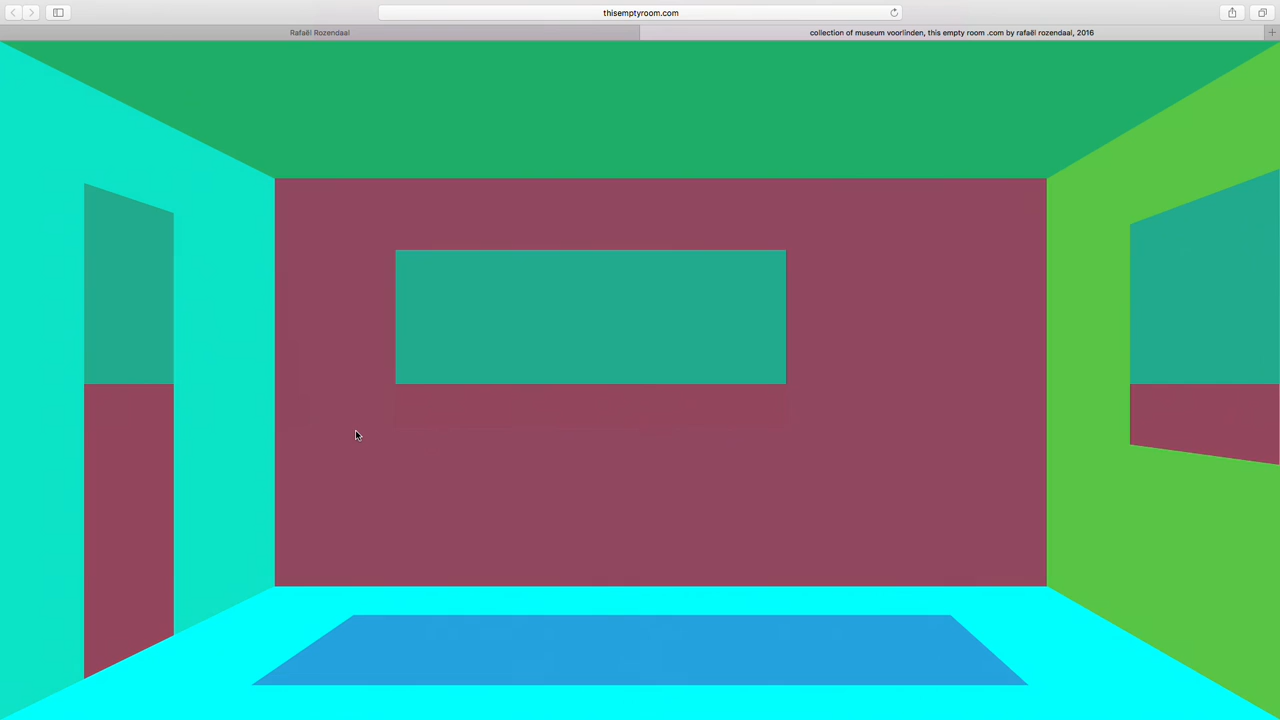 thisemptyroom.com
Rafaël Rozendaal
collection of museum voorlinden, this empty room .com by rafaël rozendaal, 2016